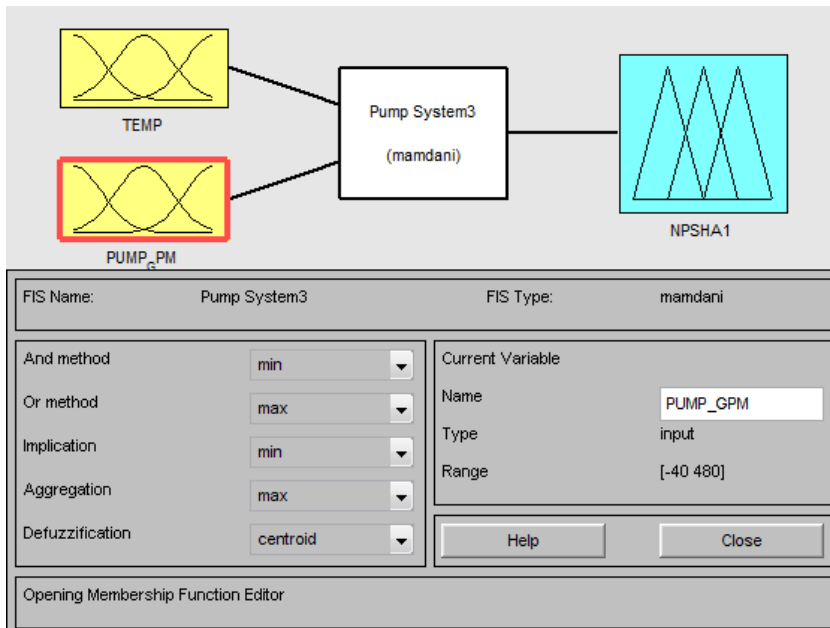 TEMP
Pump System3
(mamdani)
PUMP_GPM
NPSHA1
FIS Name: Pump System3 FIS Type: mamdani
And method min
Or method max
Implication min
Aggregation max
Defuzzification centroid
Current Variable
Name PUMP_GPM
Type input
Range [-40 480]
Help Close
Opening Membership Function Editor